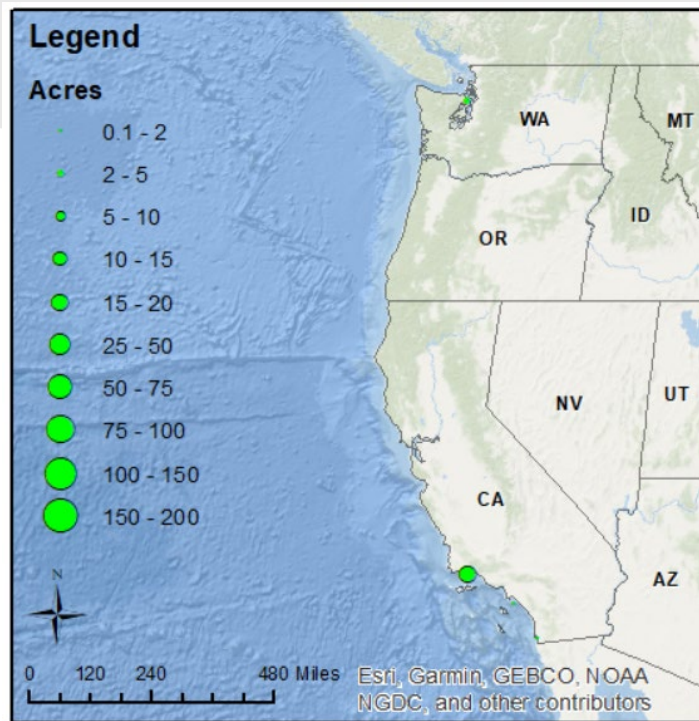 Legend
Acres
0.1 - 2
2 - 5
5 - 10
10 - 15
15 - 20
25 - 50
50 - 75
75 - 100
100 - 150
150 - 200
N
0 120 240 480 Miles
WA
MT
OR
ID
NV
UT
CA
AZ
Esri, Garmin, GEBCO, NOAA
NGDC, and other contributors